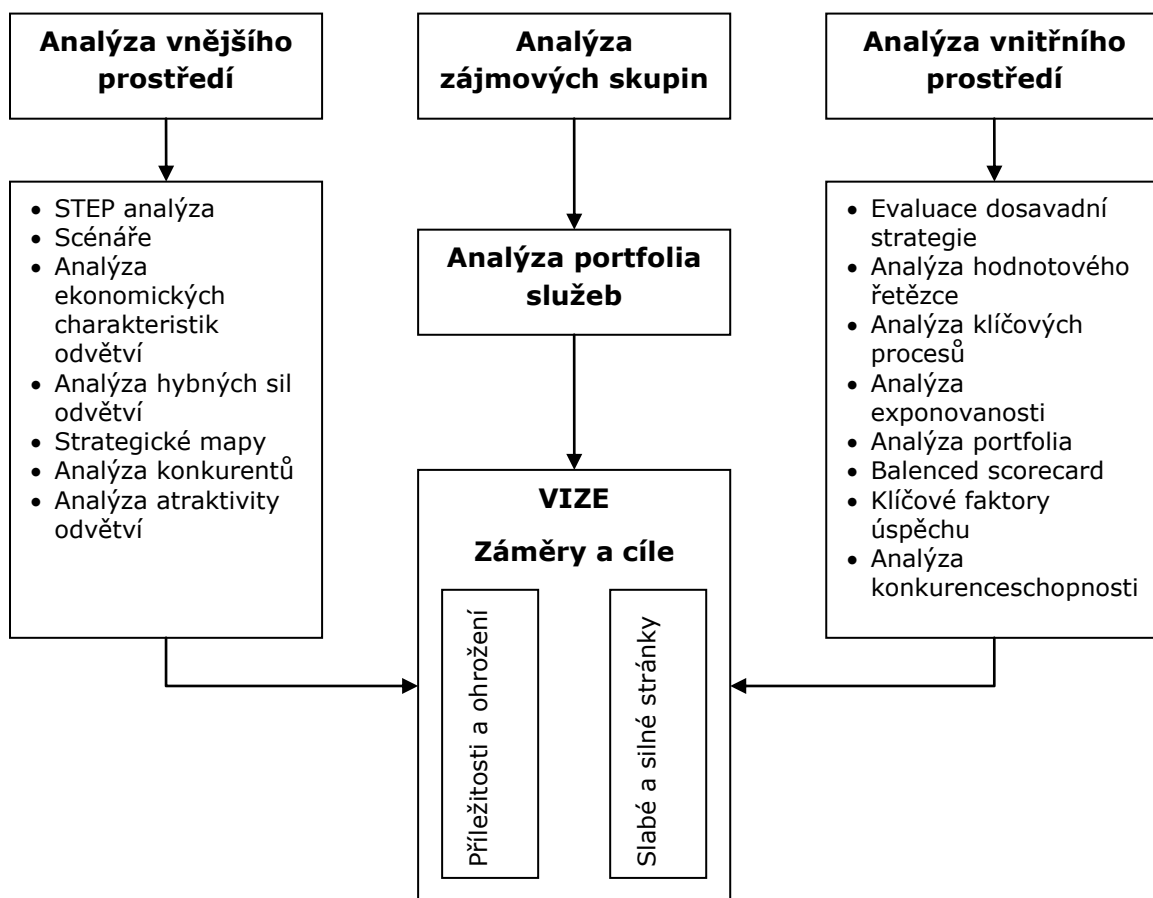 Analýza vnějšího
prostředí
• STEP analýza
• Scénáře
• Analýza
ekonomických
charakteristik
odvětví
• Analýza hybných sil
odvětví
• Strategické mapy
• Analýza konkurentů
• Analýza atraktivity
odvětví
Analýza
zájmových skupin
Analýza portfolia
služeb
VIZE
Záměry a cíle
Příležitosti a ohrožení
Slabé a silné stránky
Analýza vnitřního
prostředí
• Evaluace dosavadní
strategie
• Analýza hodnotového
řetězce
• Analýza klíčových
procesů
• Analýza
exponovanosti
• Analýza portfolia
• Balenced scorecard
• Klíčové faktory
úspěchu
• Analýza
konkurenceschopnosti